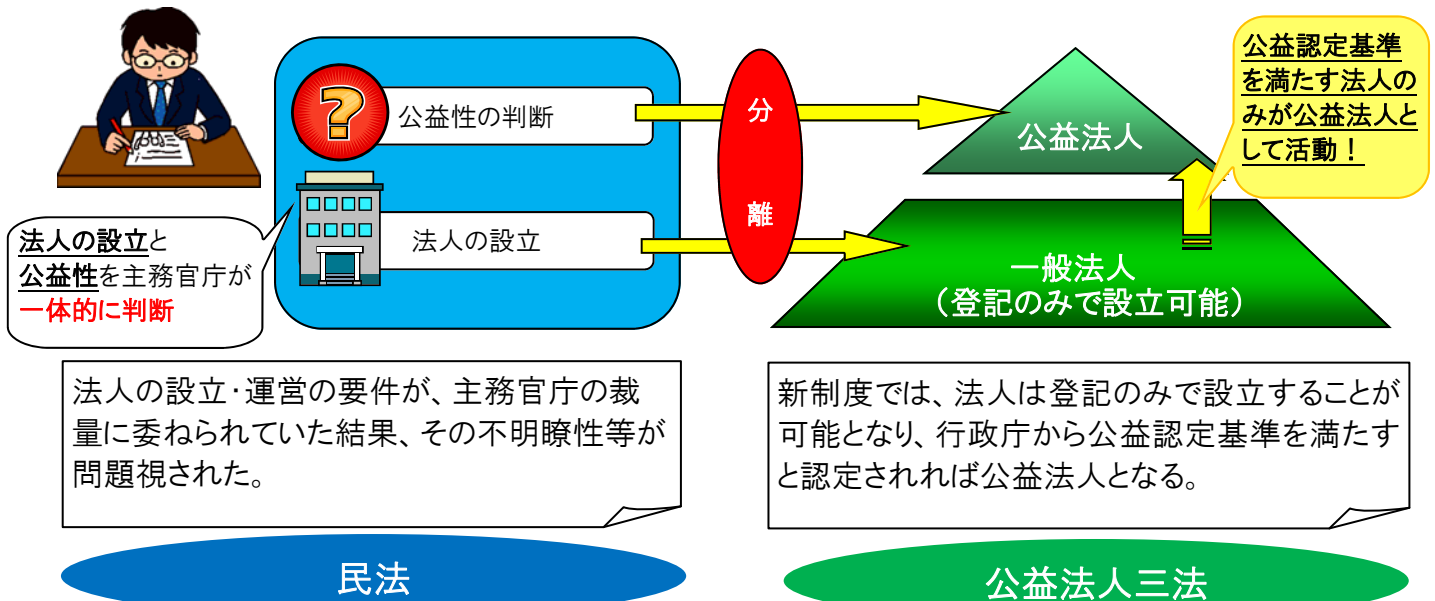 公益性の判断
法人の設立
法人の設立と
公益性を主務官庁が
一体的に判断
分
離
公益法人
一般法人
（登記のみで設立可能）
公益認定基準
を満たす法人の
みが公益法人と
して活動！
法人の設立・運営の要件が、主務官庁の裁
量に委ねられていた結果、その不明瞭性等が
問題視された。
新制度では、法人は登記のみで設立することが
可能となり、行政庁から公益認定基準を満たす
と認定されれば公益法人となる。
民法
公益法人三法